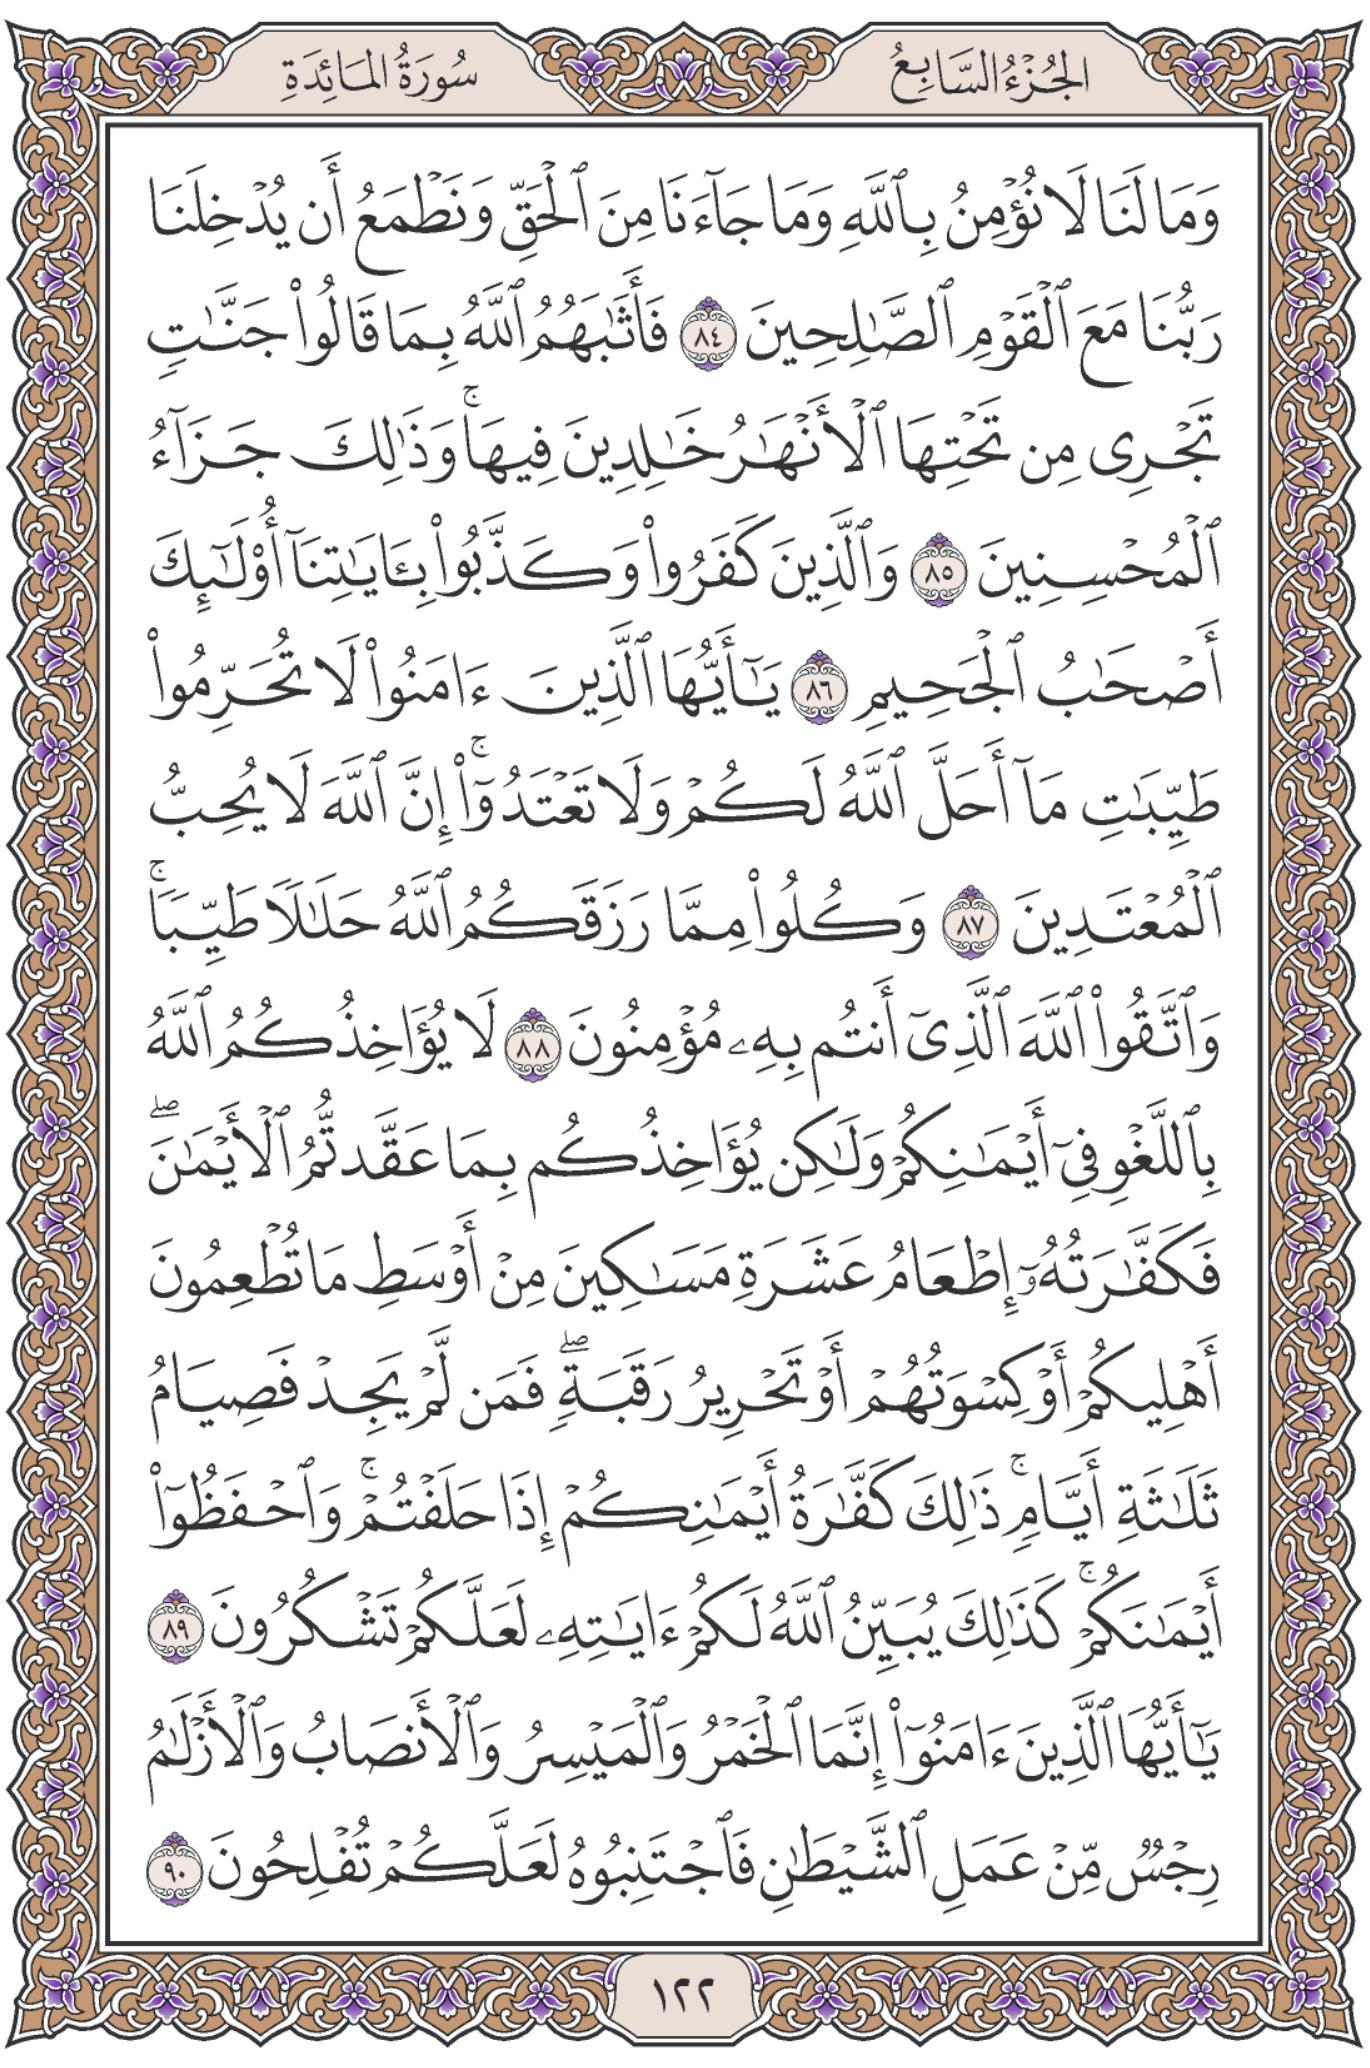 الجُزْءُ السَّابِعُ
سُورَةُ المَائِدَةِ
وَمَا لَنَا لَا نُؤۡمِنُ بِٱللَّهِ وَمَا جَآءَنَا مِنَ ٱلۡحَقِّ وَنَطۡمَعُ أَن يُدۡخِلَنَا
رَبُّنَا مَعَ ٱلۡقَوۡمِ ٱلصَّٰلِحِينَ ٨٤ فَأَثَٰبَهُمُ ٱللَّهُ بِمَا قَالُواْ جَنَّٰتٖ
تَجۡرِي مِن تَحۡتِهَا ٱلۡأَنۡهَٰرُ خَٰلِدِينَ فِيهَاۚ وَذَٰلِكَ جَزَآءُ
ٱلۡمُحۡسِنِينَ ٨٥ وَٱلَّذِينَ كَفَرُواْ وَكَذَّبُواْ بِـَٔايَٰتِنَآ أُوْلَٰٓئِكَ
أَصۡحَٰبُ ٱلۡجَحِيمِ ٨٦ يَٰٓأَيُّهَا ٱلَّذِينَ ءَامَنُواْ لَا تُحَرِّمُواْ
طَيِّبَٰتِ مَآ أَحَلَّ ٱللَّهُ لَكُمۡ وَلَا تَعۡتَدُوٓاْۚ إِنَّ ٱللَّهَ لَا يُحِبُّ
ٱلۡمُعۡتَدِينَ ٨٧ وَكُلُواْ مِمَّا رَزَقَكُمُ ٱللَّهُ حَلَٰلٗا طَيِّبٗاۚ
وَٱتَّقُواْ ٱللَّهَ ٱلَّذِيٓ أَنتُم بِهِۦ مُؤۡمِنُونَ ٨٨ لَا يُؤَاخِذُكُمُ ٱللَّهُ
بِٱللَّغۡوِ فِيٓ أَيۡمَٰنِكُمۡ وَلَٰكِن يُؤَاخِذُكُم بِمَا عَقَّدتُّمُ ٱلۡأَيۡمَٰنَۖ
فَكَفَّٰرَتُهُۥٓ إِطۡعَامُ عَشَرَةِ مَسَٰكِينَ مِنۡ أَوۡسَطِ مَا تُطۡعِمُونَ
أَهۡلِيكُمۡ أَوۡ كِسۡوَتُهُمۡ أَوۡ تَحۡرِيرُ رَقَبَةٖۖ فَمَن لَّمۡ يَجِدۡ فَصِيَامُ
ثَلَٰثَةِ أَيَّامٖۚ ذَٰلِكَ كَفَّٰرَةُ أَيۡمَٰنِكُمۡ إِذَا حَلَفۡتُمۡۚ وَٱحۡفَظُوٓاْ
أَيۡمَٰنَكُمۡۚ كَذَٰلِكَ يُبَيِّنُ ٱللَّهُ لَكُمۡ ءَايَٰتِهِۦ لَعَلَّكُمۡ تَشۡكُرُونَ ٨٩
يَٰٓأَيُّهَا ٱلَّذِينَ ءَامَنُوٓاْ إِنَّمَا ٱلۡخَمۡرُ وَٱلۡمَيۡسِرُ وَٱلۡأَنصَابُ وَٱلۡأَزۡلَٰمُ
رِجۡسٞ مِّنۡ عَمَلِ ٱلشَّيۡطَٰنِ فَٱجۡتَنِبُوهُ لَعَلَّكُمۡ تُفۡلِحُونَ ٩٠
١٢٢